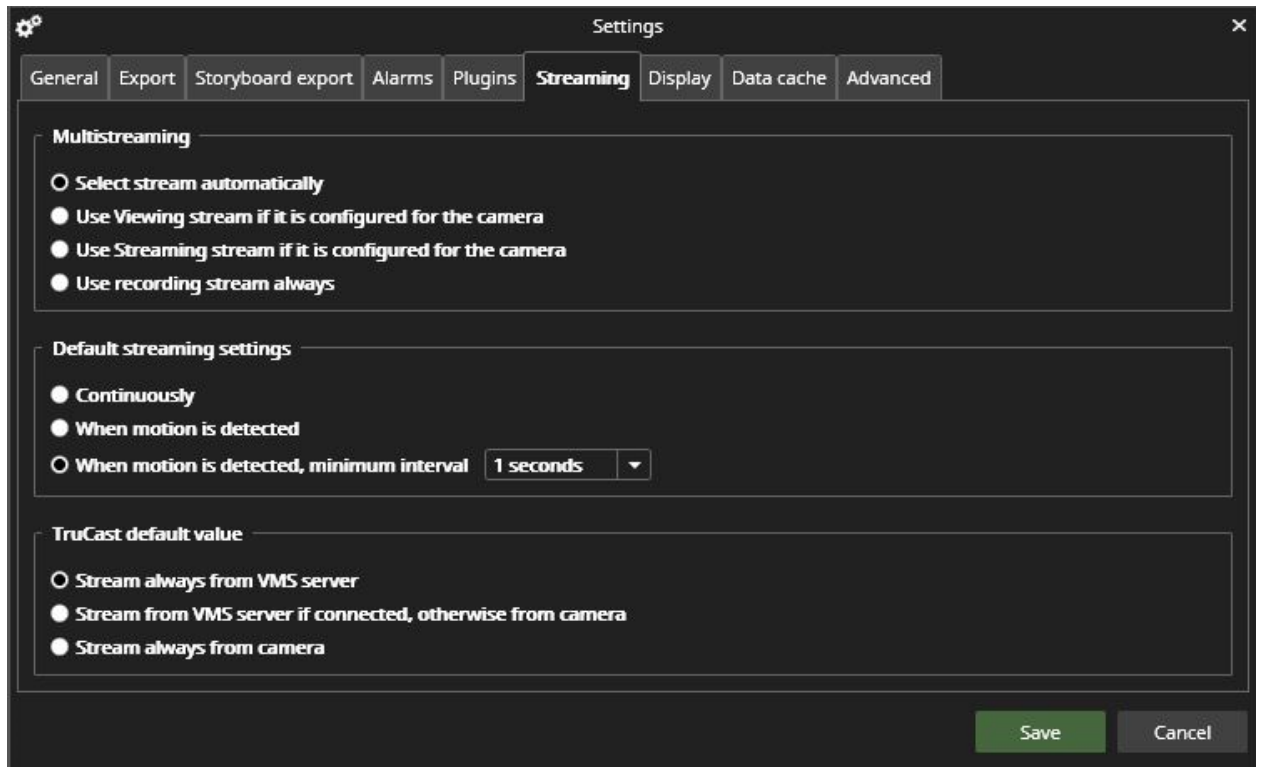 Settings
General Export Storyboard export Alarms Plugins Streaming Display Data cache Advanced
Multistreaming
Select stream automatically
Use Viewing stream if it is configured for the camera
Use Streaming stream if it is configured for the camera
Use recording stream always
Default streaming settings
Continuously
When motion is detected
When motion is detected, minimum interval 1 seconds
TruCast default value
Stream always from VMS server
Stream from VMS server if connected, otherwise from camera
Stream always from camera
Save Cancel